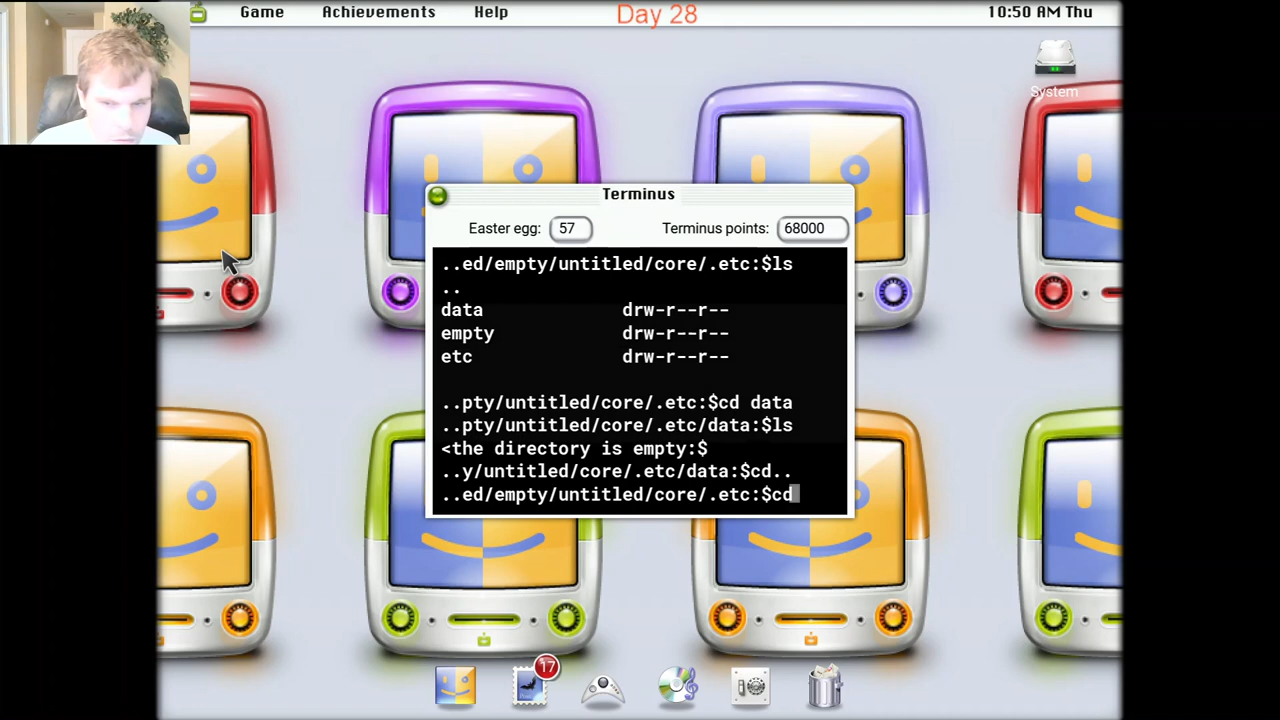 Game Achievements Help Day 28 10:50 AM Thu
System
Terminus
Easter egg: 57 Terminus points: 68000
..ed/empty/untitled/core/.etc:$ls
..
data drw-r--r--
empty drw-r--r--
etc drw-r--r--
..pty/untitled/core/.etc:$cd data
..pty/untitled/core/.etc/data:$ls
<the directory is empty:$
..y/untitled/core/.etc/data:$cd..
..ed/empty/untitled/core/.etc:$cd
17